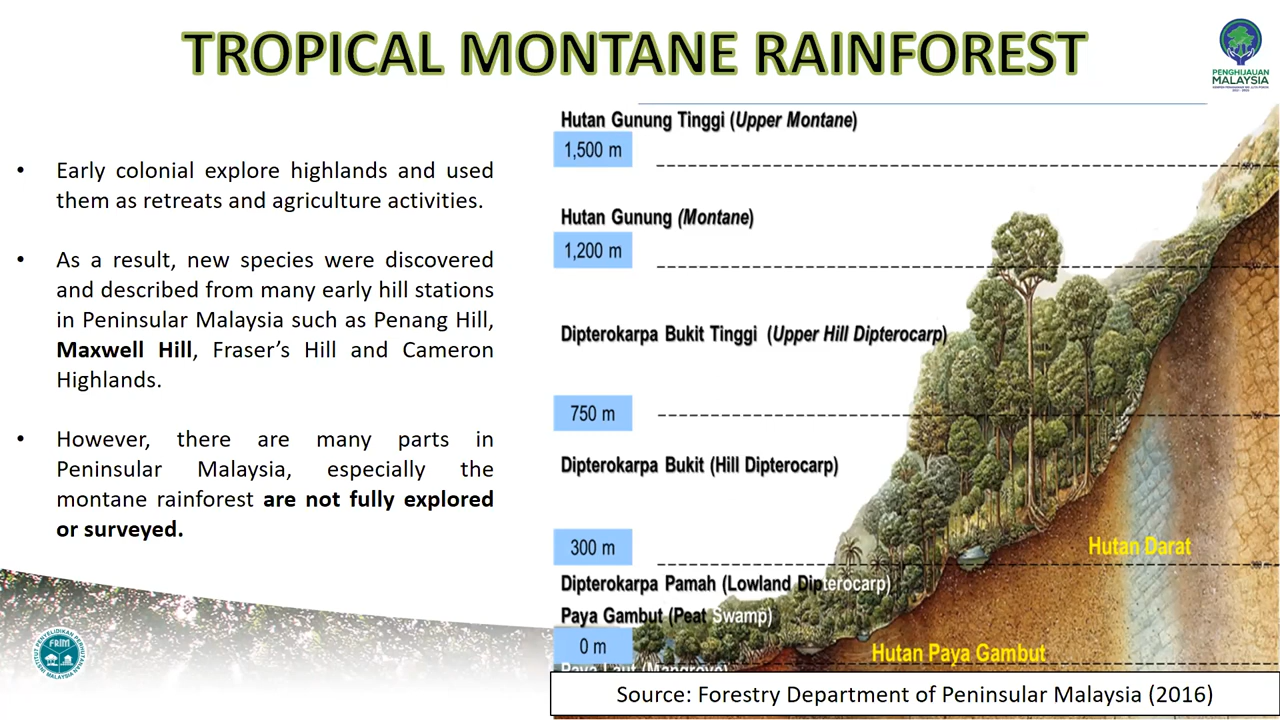 TROPICAL MONTANE RAINFOREST
PENGHIJAUAN
MALAYSIA
• Early colonial explore highlands and used
them as retreats and agriculture activities.
• As a result, new species were discovered
and described from many early hill stations
in Peninsular Malaysia such as Penang Hill,
Maxwell Hill, Fraser’s Hill and Cameron
Highlands.
• However, there are many parts in
Peninsular Malaysia, especially the
montane rainforest are not fully explored
or surveyed.
FRIM
Hutan Gunung Tinggi (Upper Montane)
1,500 m
Hutan Gunung (Montane)
1,200 m
Dipterokarpa Bukit Tinggi (Upper Hill Dipterocarp)
750 m
Dipterokarpa Bukit (Hill Dipterocarp)
300 m
Hutan Darat
Dipterokarpa Pamah (Lowland Dipterocarp)
Paya Gambut (Peat Swamp)
0 m
Hutan Paya Gambut
Paya Laut (Mangrove)
Source: Forestry Department of Peninsular Malaysia (2016)